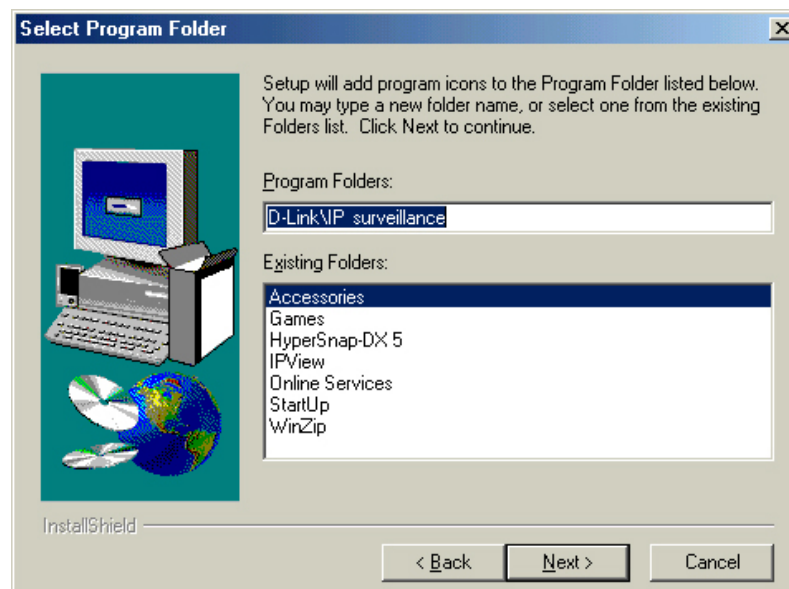 Select Program Folder
Setup will add program icons to the Program Folder listed below.
You may type a new folder name, or select one from the existing
Folders list. Click Next to continue.
Program Folders:
D-Link\IP surveillance
Existing Folders:
Accessories
Games
HyperSnap-DX 5
IPView
Online Services
StartUp
WinZip
InstallShield
< Back
Next >
Cancel